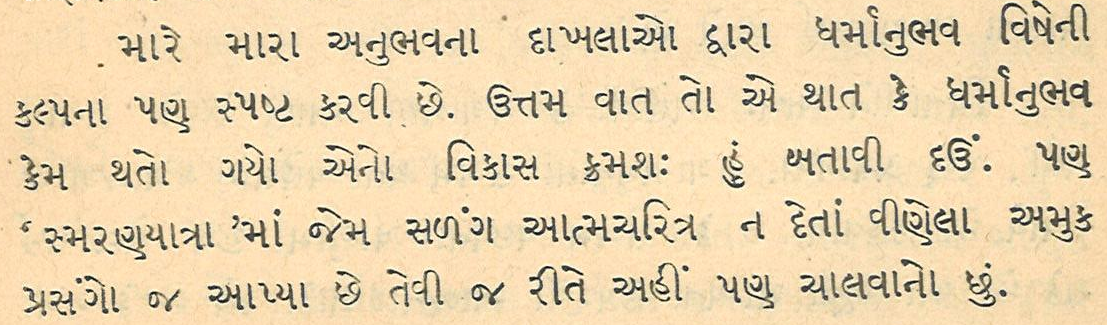 મારે મારા અનુભવના દાખલાઓ દ્વારા ધર્માનુભવ વિષેની
કલ્પના પણ સ્પષ્ટ કરવી છે. ઉત્તમ વાત તો એ થાત કે ધર્માનુભવ
કેમ થતો ગયો એનો વિકાસ ક્રમશઃ હું બતાવી દઉં. પણ
‘સ્મરણયાત્રા’માં જેમ સળંગ આત્મચરિત્ર ન દેતાં વીણેલા અમુક
પ્રસંગો જ આપ્યા છે તેવી જ રીતે અહીં પણ ચાલવાનો છું.